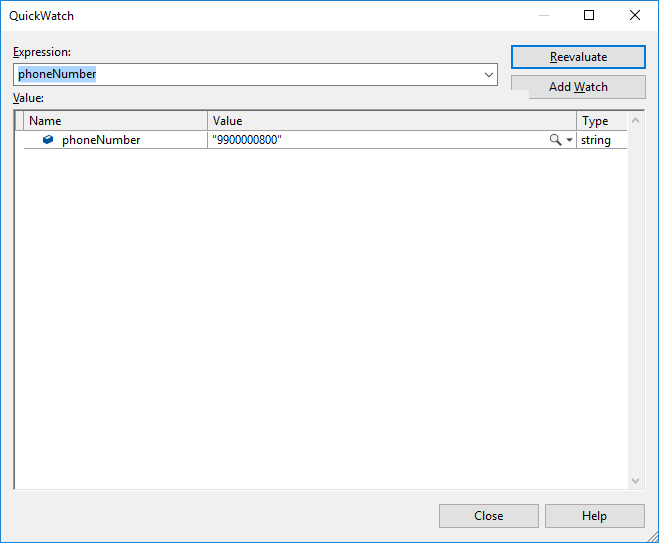 QuickWatch
Expression:
Reevaluate
phoneNumber
Add Watch
Value:
Name Value Type
phoneNumber "9900000800" string
Close Help